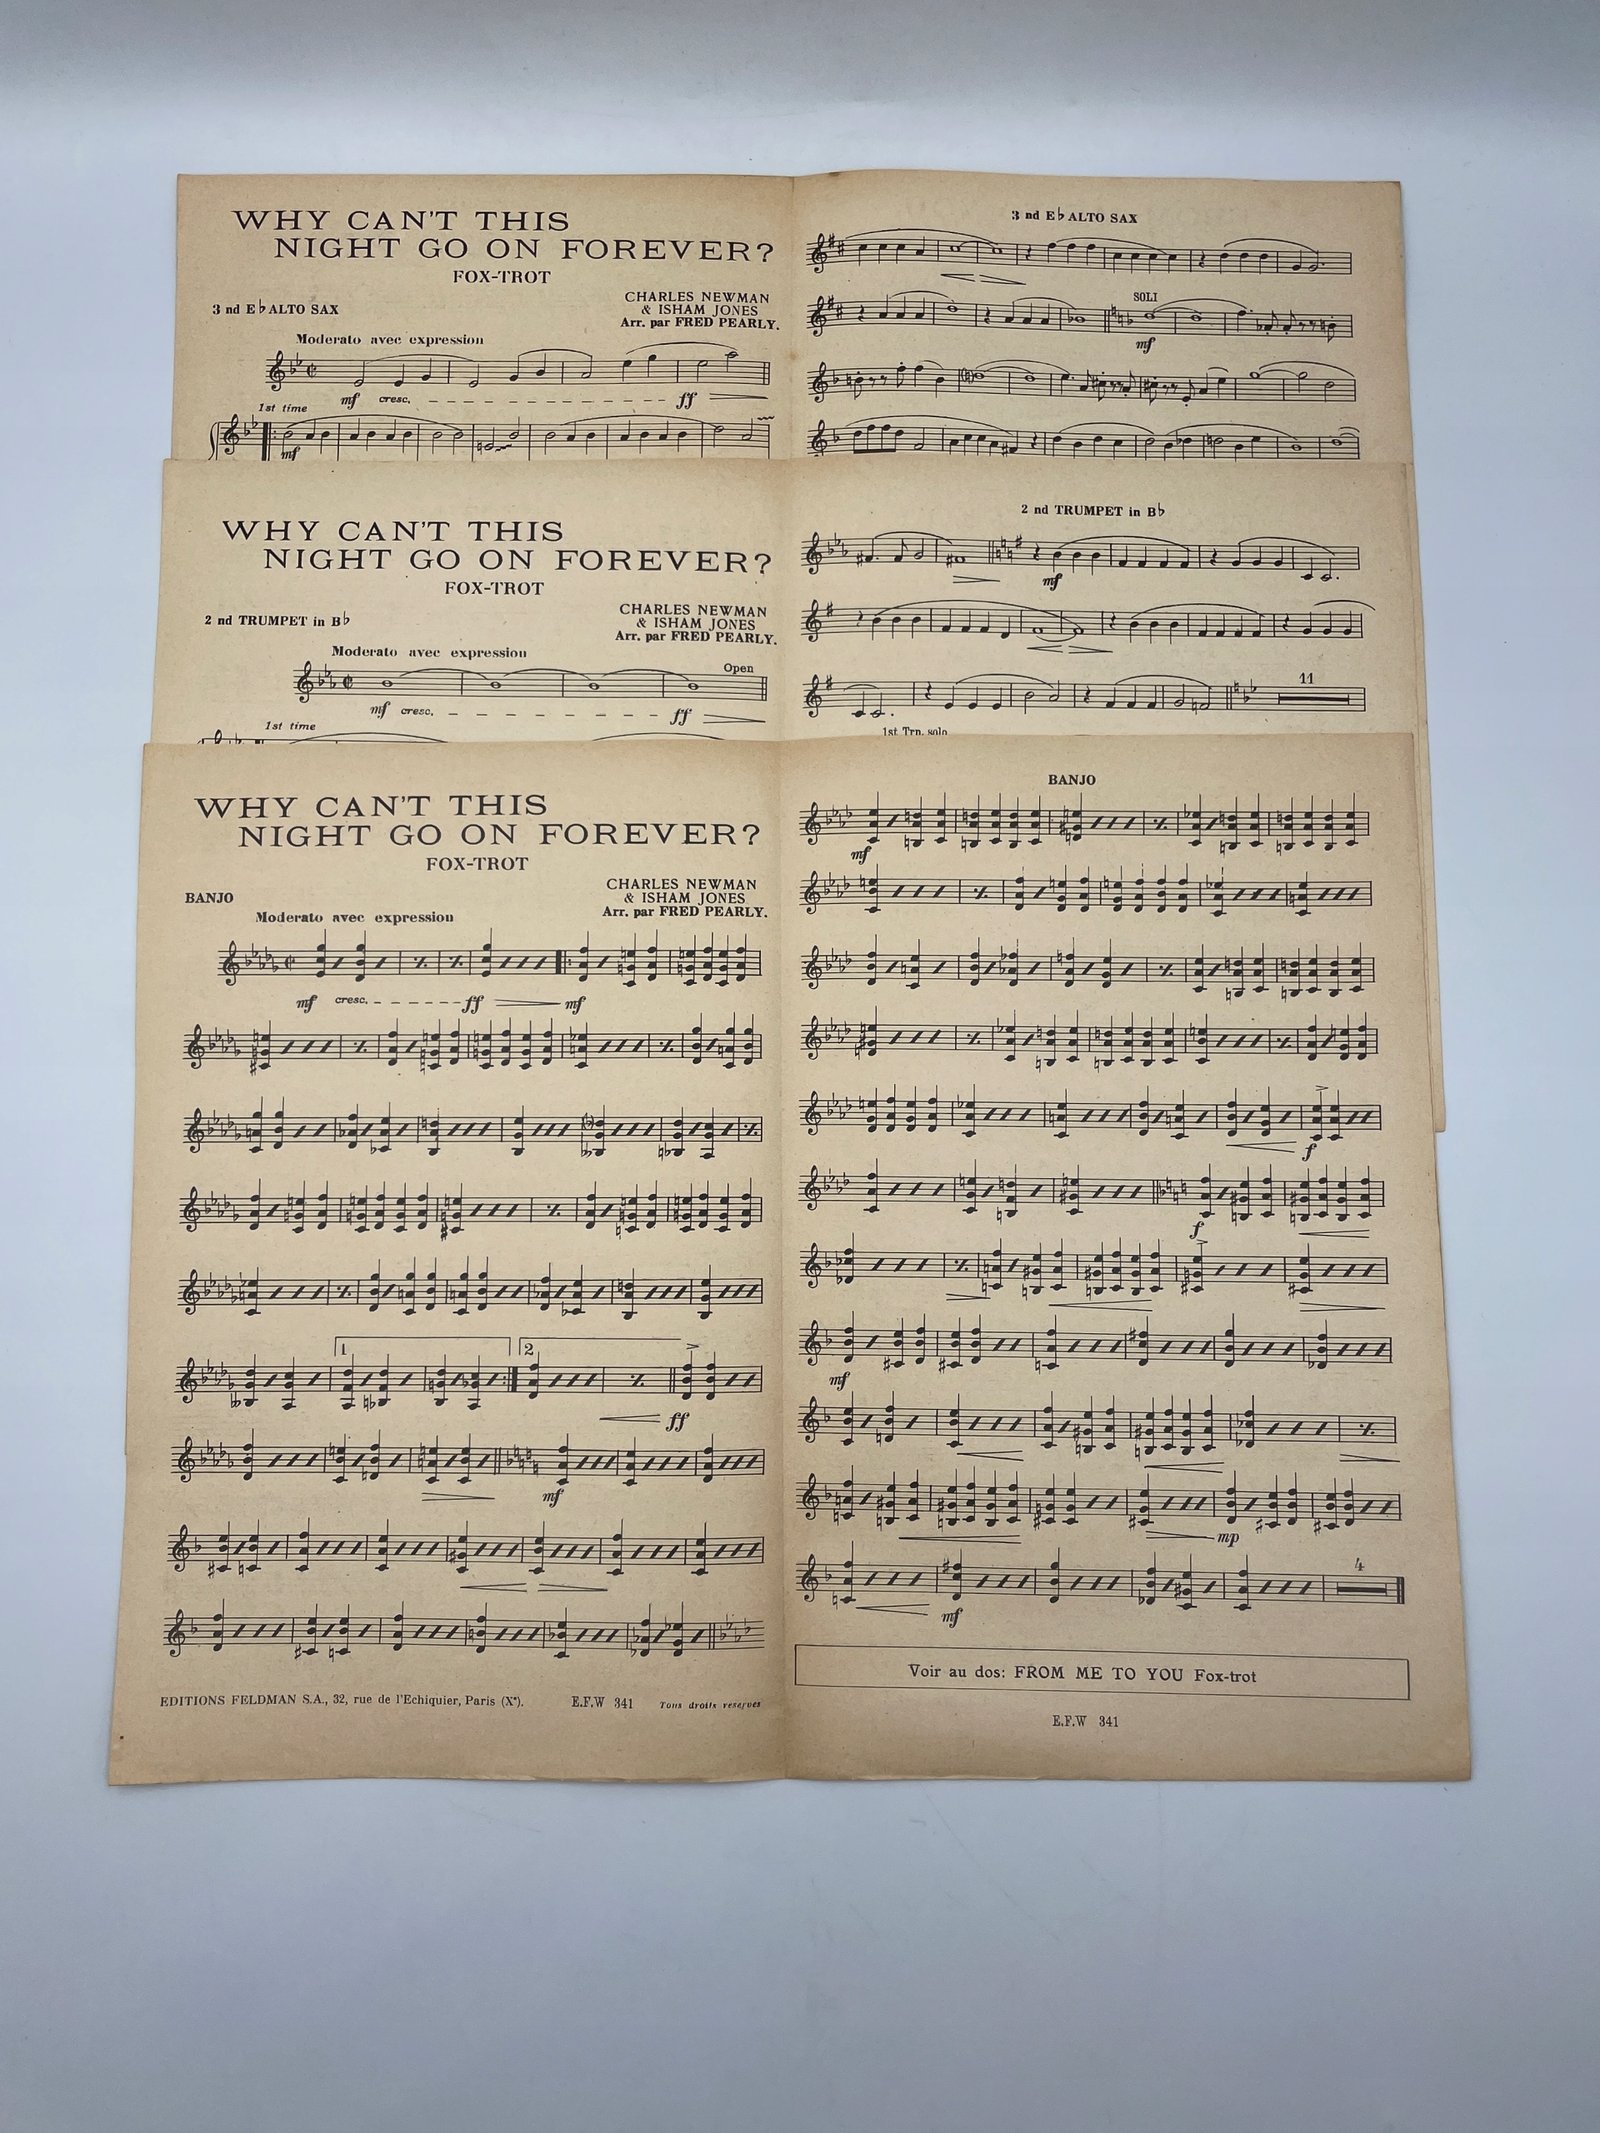 WHY CAN'T THIS
NIGHT GO ON FOREVER?
FOX-TROT
3 nd E♭ ALTO SAX
CHARLES NEWMAN
& ISHAM JONES
Arr. par FRED PEARLY.
Moderato avec expression
mf cresc. ff
1st time
mf
3 nd E♭ ALTO SAX
SOLI
mf
WHY CAN'T THIS
NIGHT GO ON FOREVER?
FOX-TROT
2 nd TRUMPET in B♭
CHARLES NEWMAN
& ISHAM JONES
Arr. par FRED PEARLY.
Moderato avec expression
Open
mf cresc. ff
1st time
2 nd TRUMPET in B♭
mf
11
1st Trp. solo
WHY CAN'T THIS
NIGHT GO ON FOREVER?
FOX-TROT
BANJO
CHARLES NEWMAN
& ISHAM JONES
Arr. par FRED PEARLY.
Moderato avec expression
mf cresc. ff mf
1 2
ff
mf
EDITIONS FELDMAN S.A., 32, rue de l'Echiquier, Paris (Xe). E.F.W 341 Tous droits reserves
BANJO
mf
f
f
mf
mp
4
mf
Voir au dos: FROM ME TO YOU Fox-trot
E.F.W 341